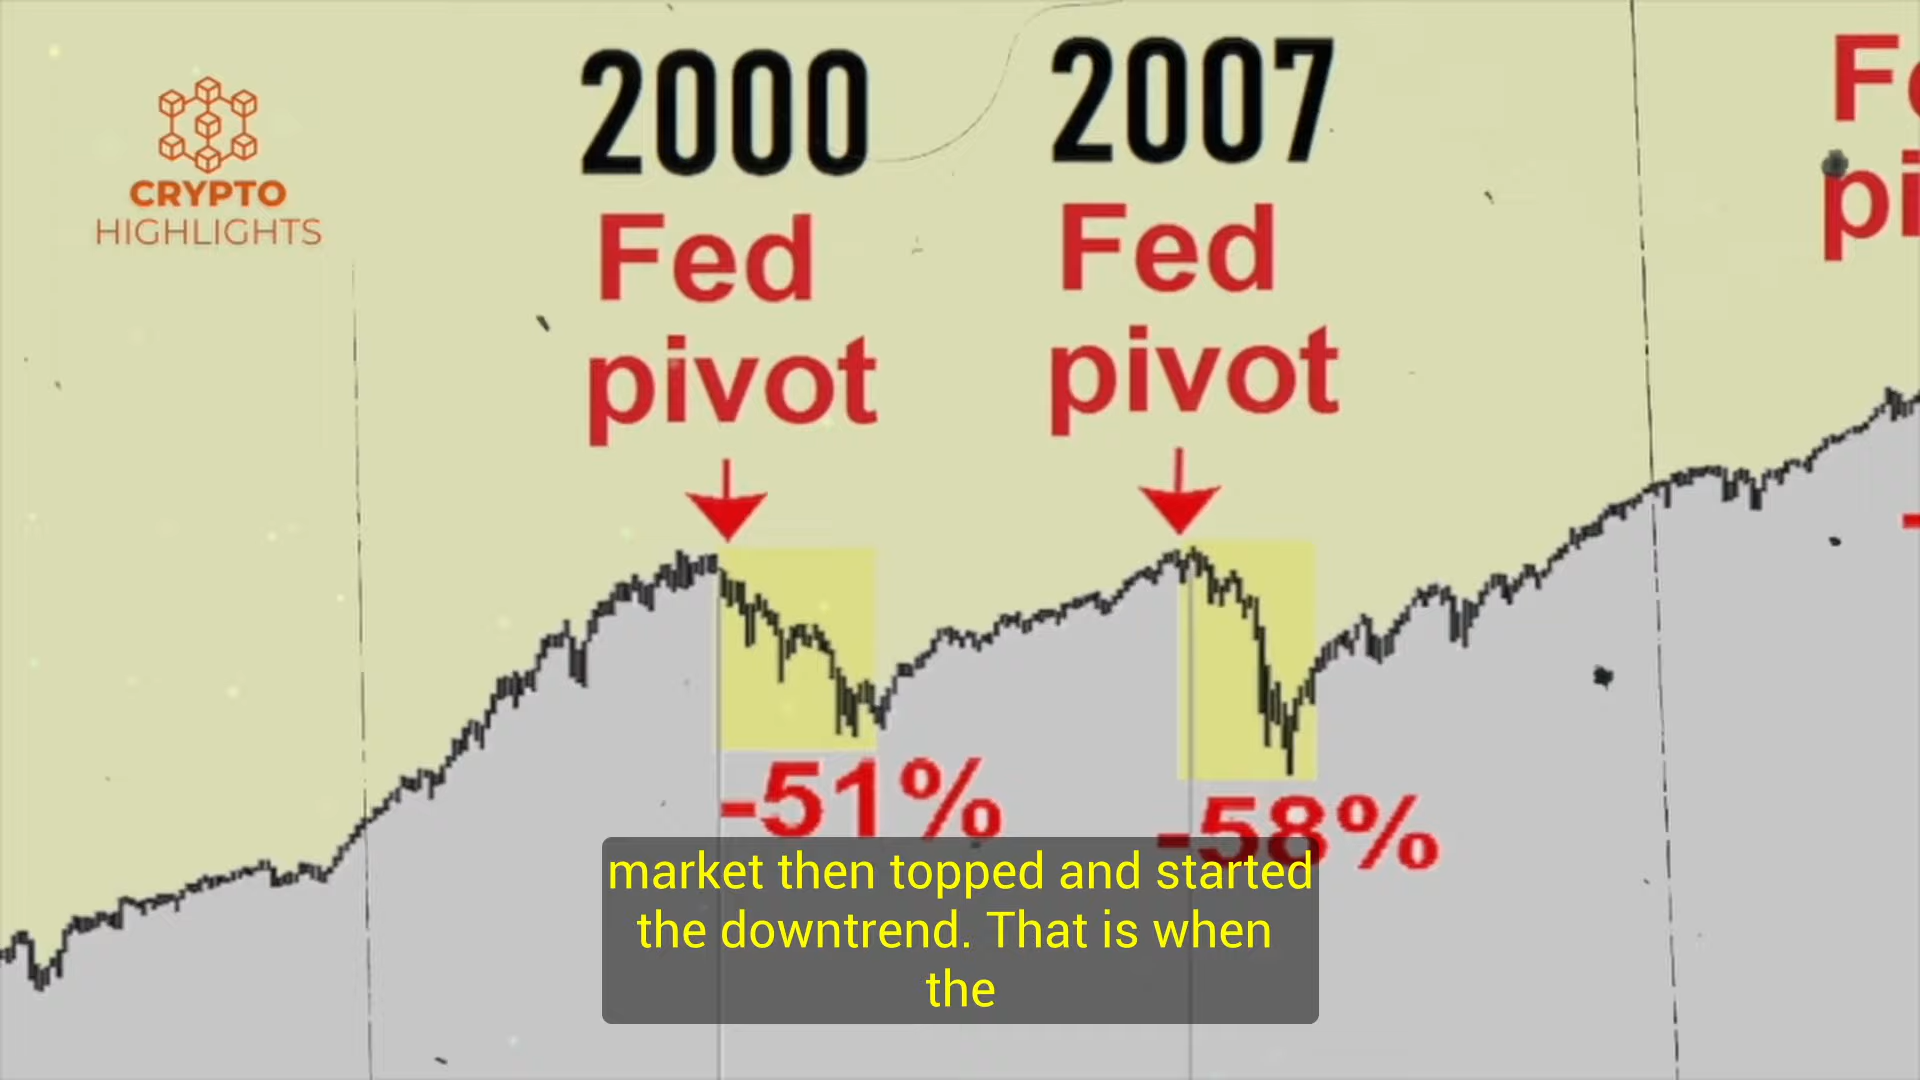 CRYPTO
HIGHLIGHTS
2000
Fed
pivot
-51%
2007
Fed
pivot
-58%
market then topped and started
the downtrend. That is when
the